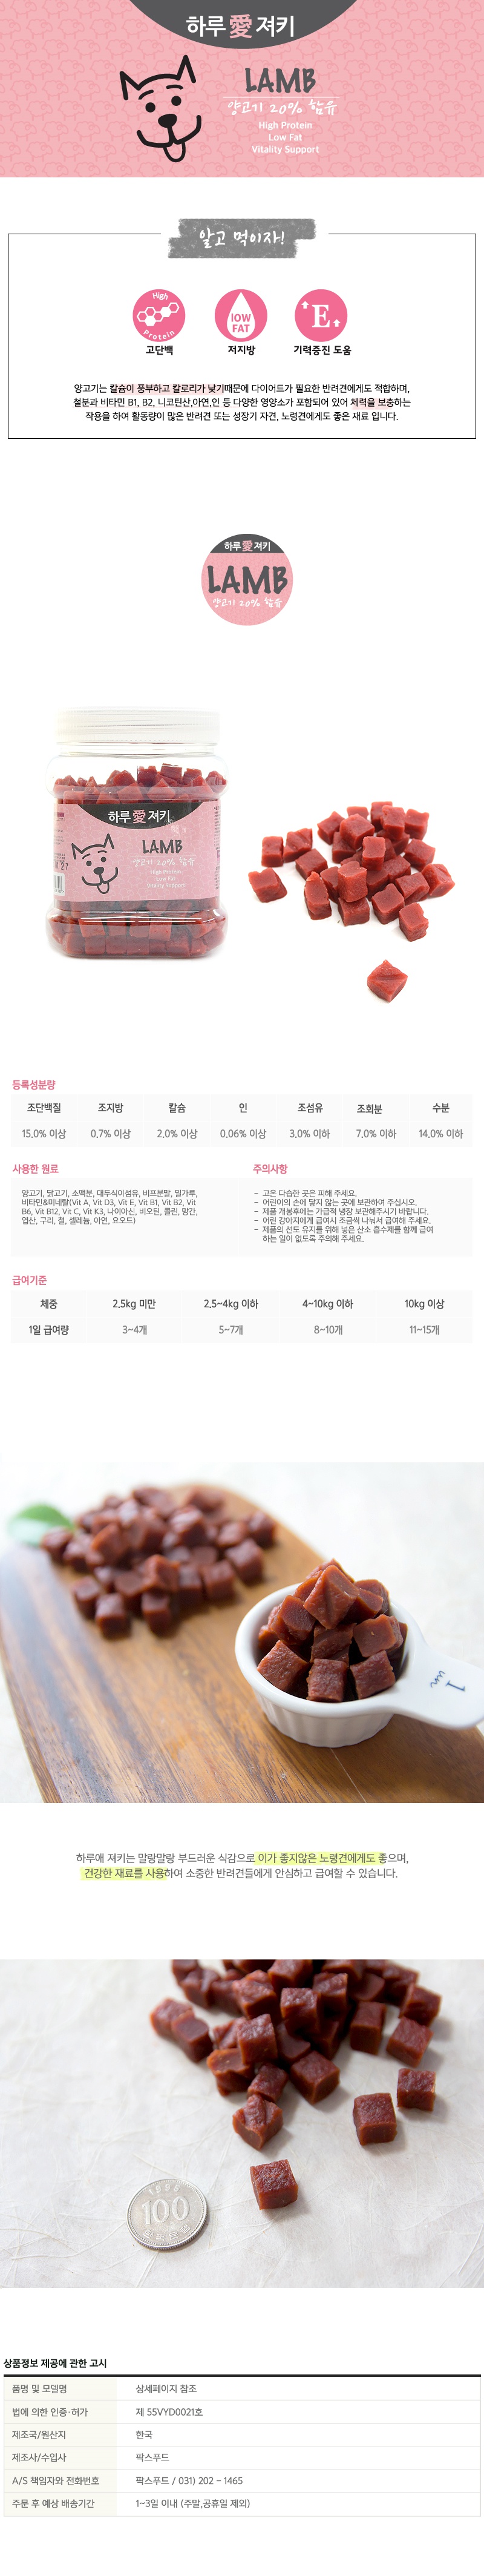 하루愛져키
LAMB
양고기 20% 함유
High Protein
Low Fat
Vitality Support
알고 먹이자!
High
Protein
LOW
FAT
E
고단백
저지방
기력증진 도움
양고기는 칼슘이 풍부하고 칼로리가 낮기때문에 다이어트가 필요한 반려견에게도 적합하며,
철분과 비타민 B1, B2, 니코틴산,아연,인 등 다양한 영양소가 포함되어 있어 체력을 보충하는
작용을 하여 활동량이 많은 반려견 또는 성장기 자견, 노령견에게도 좋은 재료 입니다.
하루愛져키
LAMB
양고기 20% 함유
하루愛져키
LAMB
양고기 20% 함유
High Protein
Low Fat
Vitality Support
등록성분량
조단백질 조지방 칼슘 인 조섬유 조회분 수분
15.0% 이상 0.7% 이상 2.0% 이상 0.06% 이상 3.0% 이하 7.0% 이하 14.0% 이하
사용한 원료
양고기, 닭고기, 소맥분, 대두식이섬유, 비프분말, 밀가루,
비타민&미네랄(Vit A, Vit D3, Vit E, Vit B1, Vit B2, Vit
B6, Vit B12, Vit C, Vit K3, 나이아신, 비오틴, 콜린, 망간,
엽산, 구리, 철, 셀레늄, 아연, 요오드)
주의사항
- 고온 다습한 곳은 피해 주세요.
- 어린이의 손에 닿지 않는 곳에 보관하여 주십시오.
- 제품 개봉후에는 가급적 냉장 보관해주시기 바랍니다.
- 어린 강아지에게 급여시 조금씩 나눠서 급여해 주세요.
- 제품의 선도 유지를 위해 넣은 산소 흡수제를 함께 급여
하는 일이 없도록 주의해 주세요.
급여기준
체중 2.5kg 미만 2.5~4kg 이하 4~10kg 이하 10kg 이상
1일 급여량 3~4개 5~7개 8~10개 11~15개
1
un
하루애 져키는 말랑말랑 부드러운 식감으로 이가 좋지않은 노령견에게도 좋으며,
건강한 재료를 사용하여 소중한 반려견들에게 안심하고 급여할 수 있습니다.
100
상품정보 제공에 관한 고시
품명 및 모델명 상세페이지 참조
법에 의한 인증·허가 제 55VYD0021호
제조국/원산지 한국
제조사/수입사 팍스푸드
A/S 책임자와 전화번호 팍스푸드 / 031) 202 - 1465
주문 후 예상 배송기간 1~3일 이내 (주말,공휴일 제외)